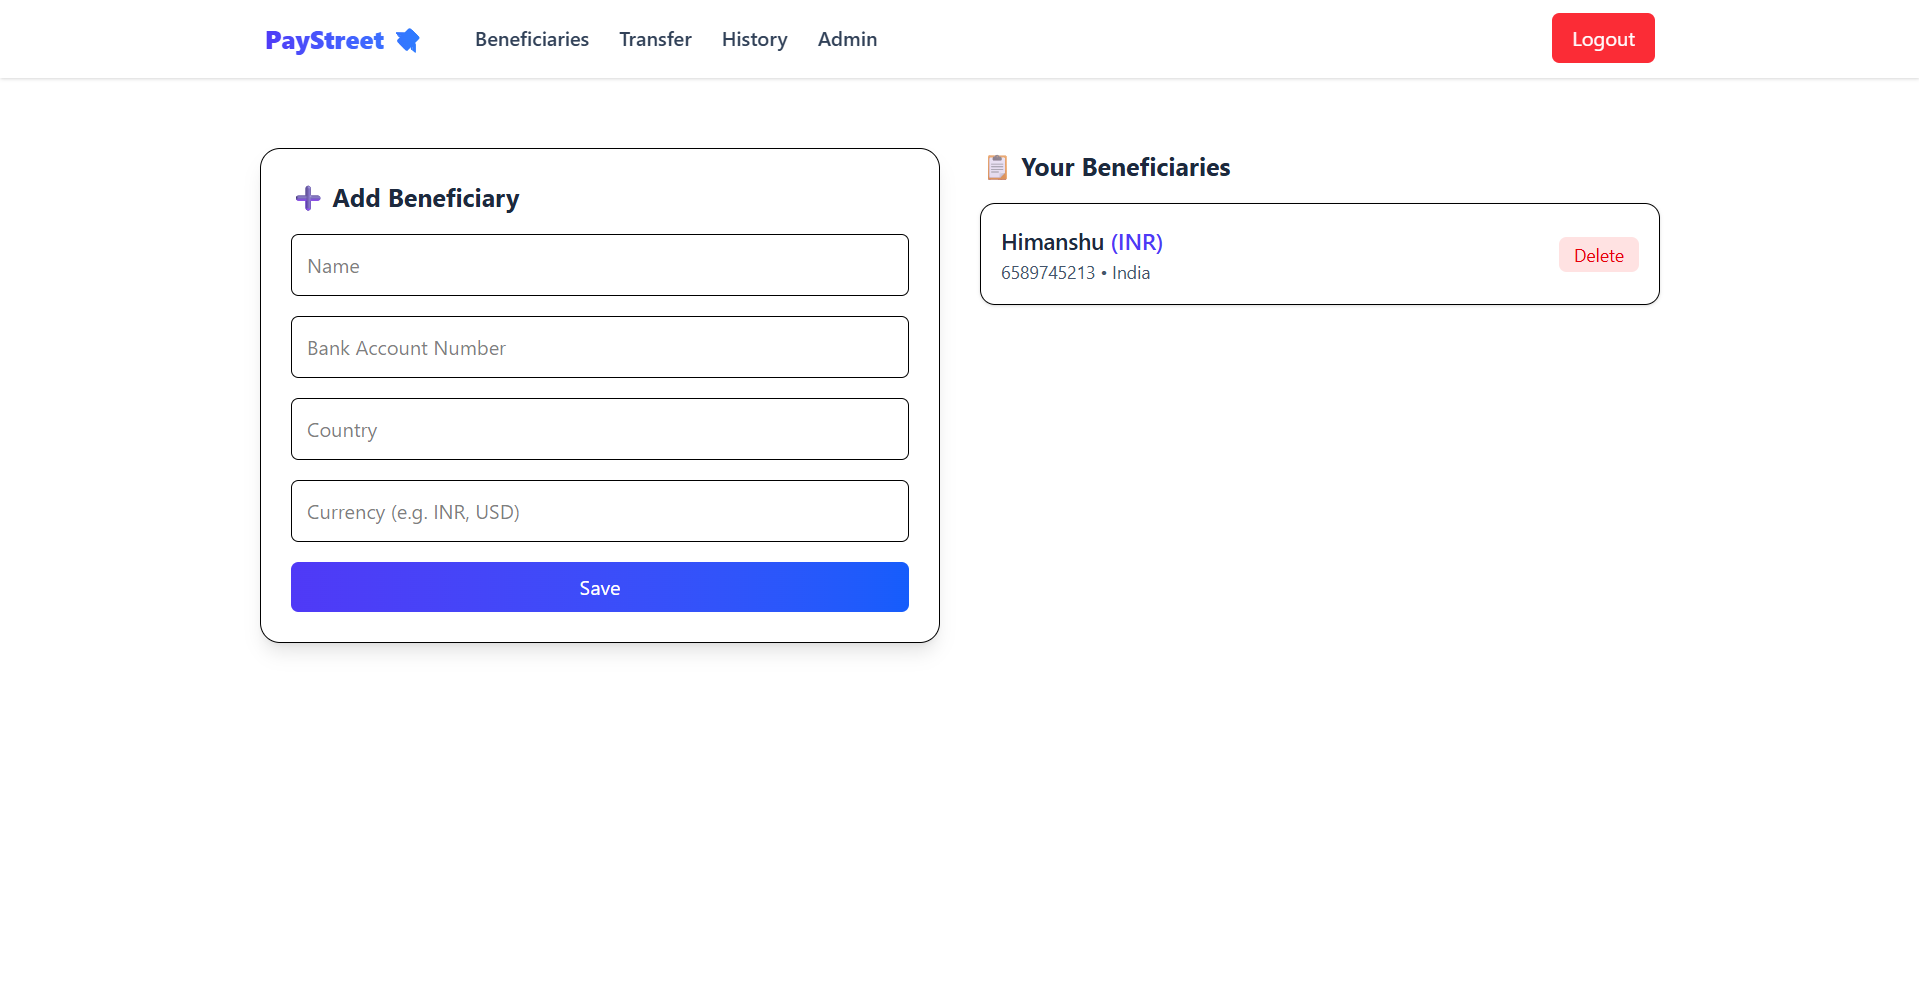 PayStreet
Beneficiaries
Transfer
History
Admin
Logout
Add Beneficiary
Name
Bank Account Number
Country
Currency (e.g. INR, USD)
Save
Your Beneficiaries
Himanshu (INR)
6589745213 • India
Delete